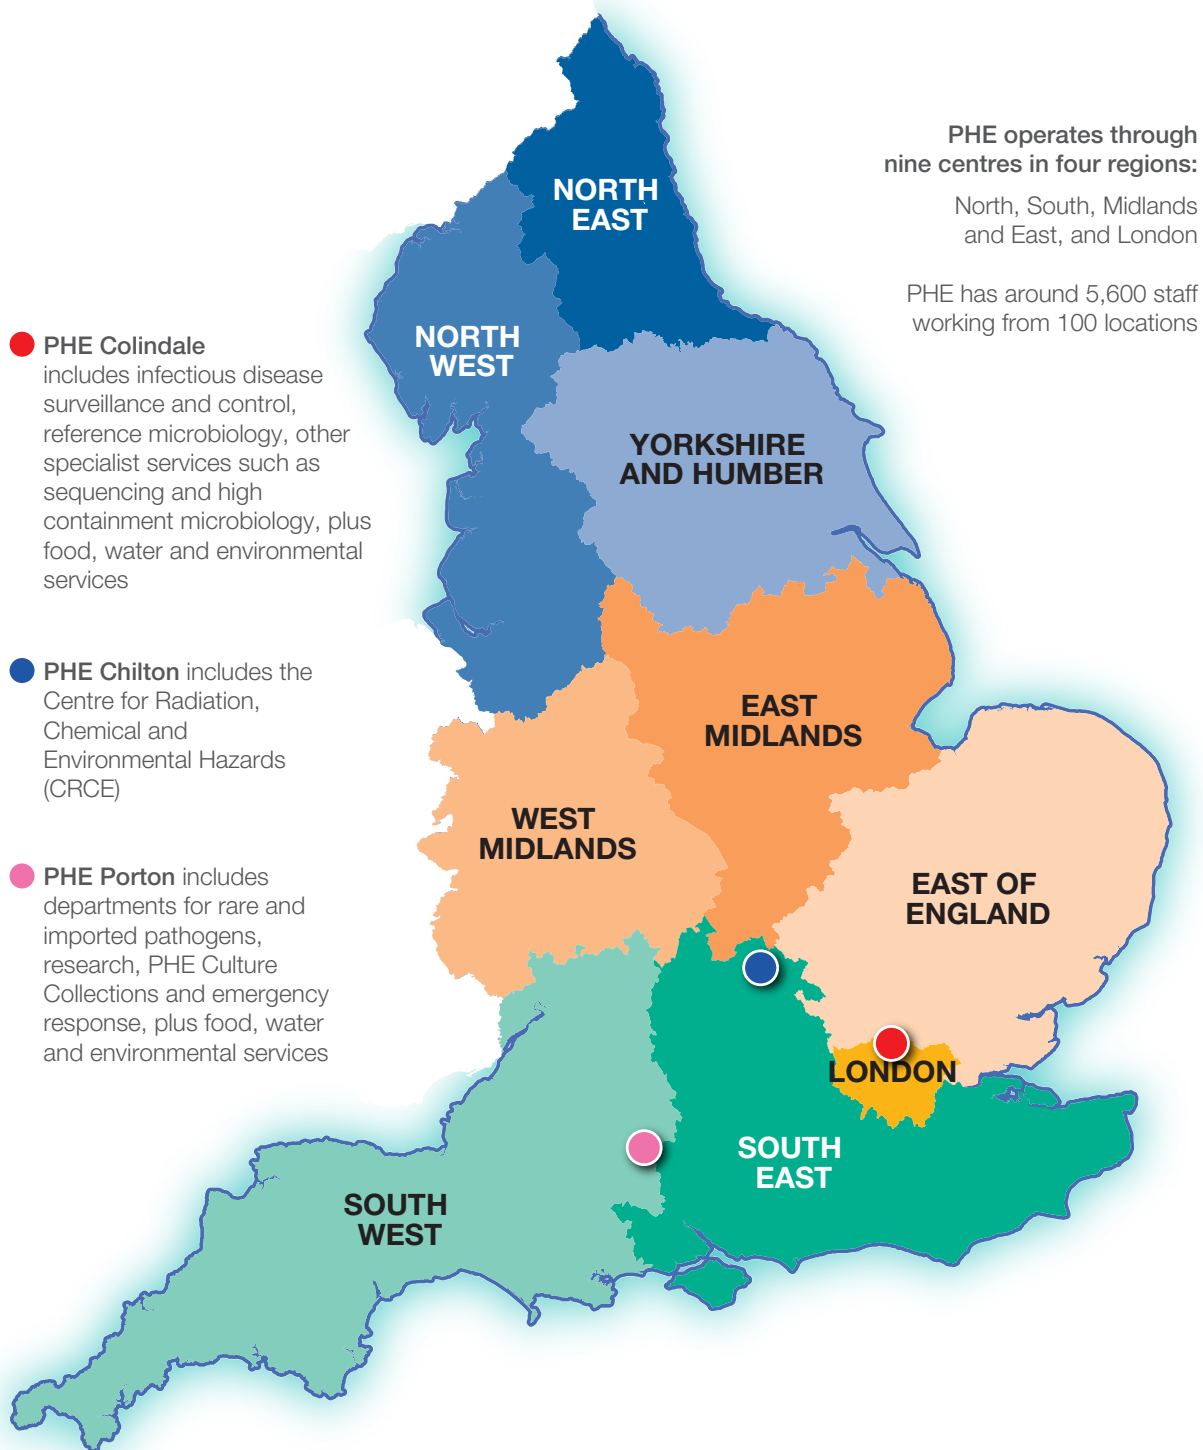 PHE operates through
nine centres in four regions:
North, South, Midlands
and East, and London
PHE has around 5,600 staff
working from 100 locations
PHE Colindale
includes infectious disease
surveillance and control,
reference microbiology, other
specialist services such as
sequencing and high
containment microbiology, plus
food, water and environmental
services
PHE Chilton includes the
Centre for Radiation,
Chemical and
Environmental Hazards
(CRCE)
PHE Porton includes
departments for rare and
imported pathogens,
research, PHE Culture
Collections and emergency
response, plus food, water
and environmental services
NORTH
EAST
NORTH
WEST
YORKSHIRE
AND HUMBER
EAST
MIDLANDS
WEST
MIDLANDS
EAST OF
ENGLAND
LONDON
SOUTH
EAST
SOUTH
WEST